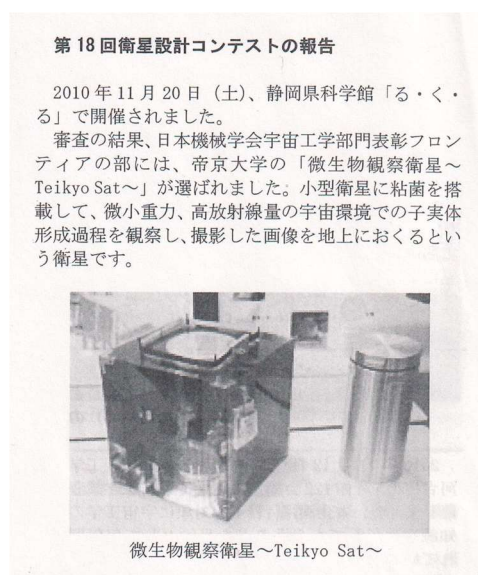 第18回衛星設計コンテストの報告
2010年11月20日（土）、静岡県科学館「る・く・
る」で開催されました。
審査の結果、日本機械学会宇宙工学部門表彰フロン
ティアの部には、帝京大学の「微生物観察衛星～
Teikyo Sat～」が選ばれました。小型衛星に粘菌を搭
載して、微小重力、高放射線量の宇宙環境での子実体
形成過程を観察し、撮影した画像を地上におくるとい
う衛星です。
微生物観察衛星～Teikyo Sat～